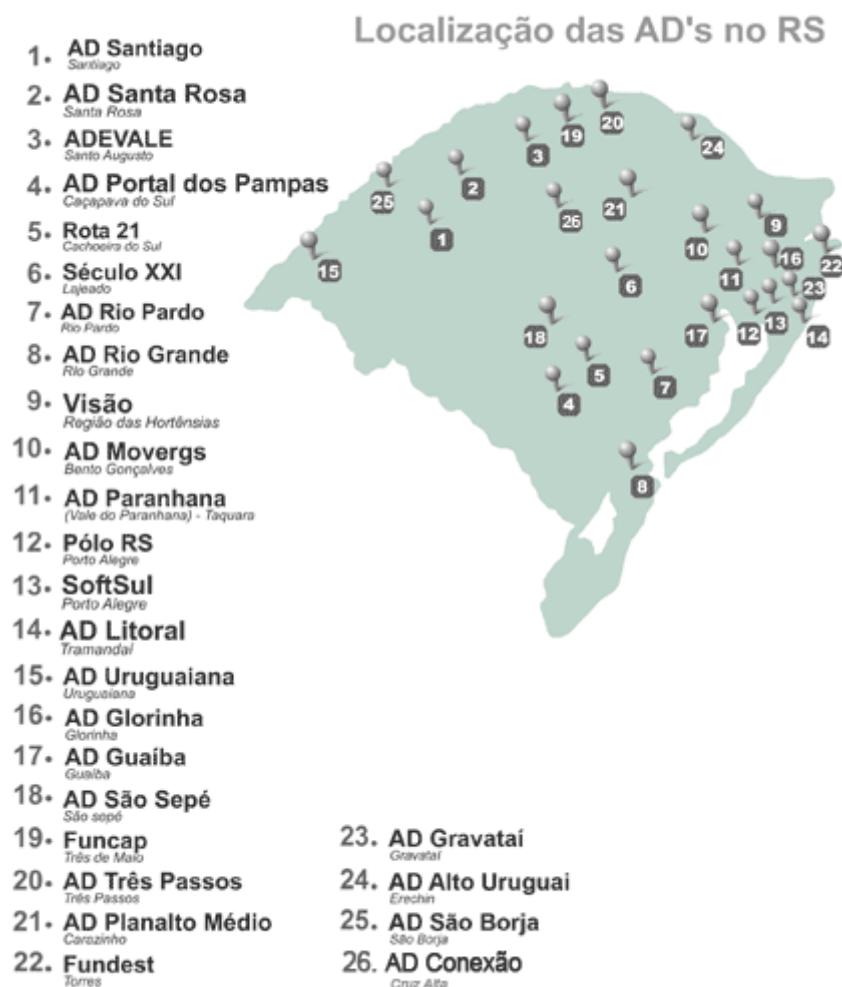 Localização das AD's no RS
1. AD Santiago
Santiago
2. AD Santa Rosa
Santa Rosa
3. ADEVALE
Santo Augusto
4. AD Portal dos Pampas
Caçapava do Sul
5. Rota 21
Cachoeira do Sul
6. Século XXI
Lajeado
7. AD Rio Pardo
Rio Pardo
8. AD Rio Grande
RIo Grande
9. Visão
Região das Hortênsias
10. AD Movergs
Bento Gonçalves
11. AD Paranhana
(Vale do Paranhana) - Taquara
12. Pólo RS
Porto Alegre
13. SoftSul
Porto Alegre
14. AD Litoral
Tramandaí
15. AD Uruguaiana
Uruguaiana
16. AD Glorinha
Glorinha
17. AD Guaíba
Guaíba
18. AD São Sepé
São sepé
19. Funcap
Três de Maio
20. AD Três Passos
Três Passos
21. AD Planalto Médio
Carazinho
22. Fundest
Torres
23. AD Gravataí
Gravataí
24. AD Alto Uruguai
Erechin
25. AD São Borja
São Borja
26. AD Conexão
Cruz Alta
20
19
24
3
2
25
26
21
1
9
10
15
16
22
11
6
23
18
17
12
13
14
5
7
4
8